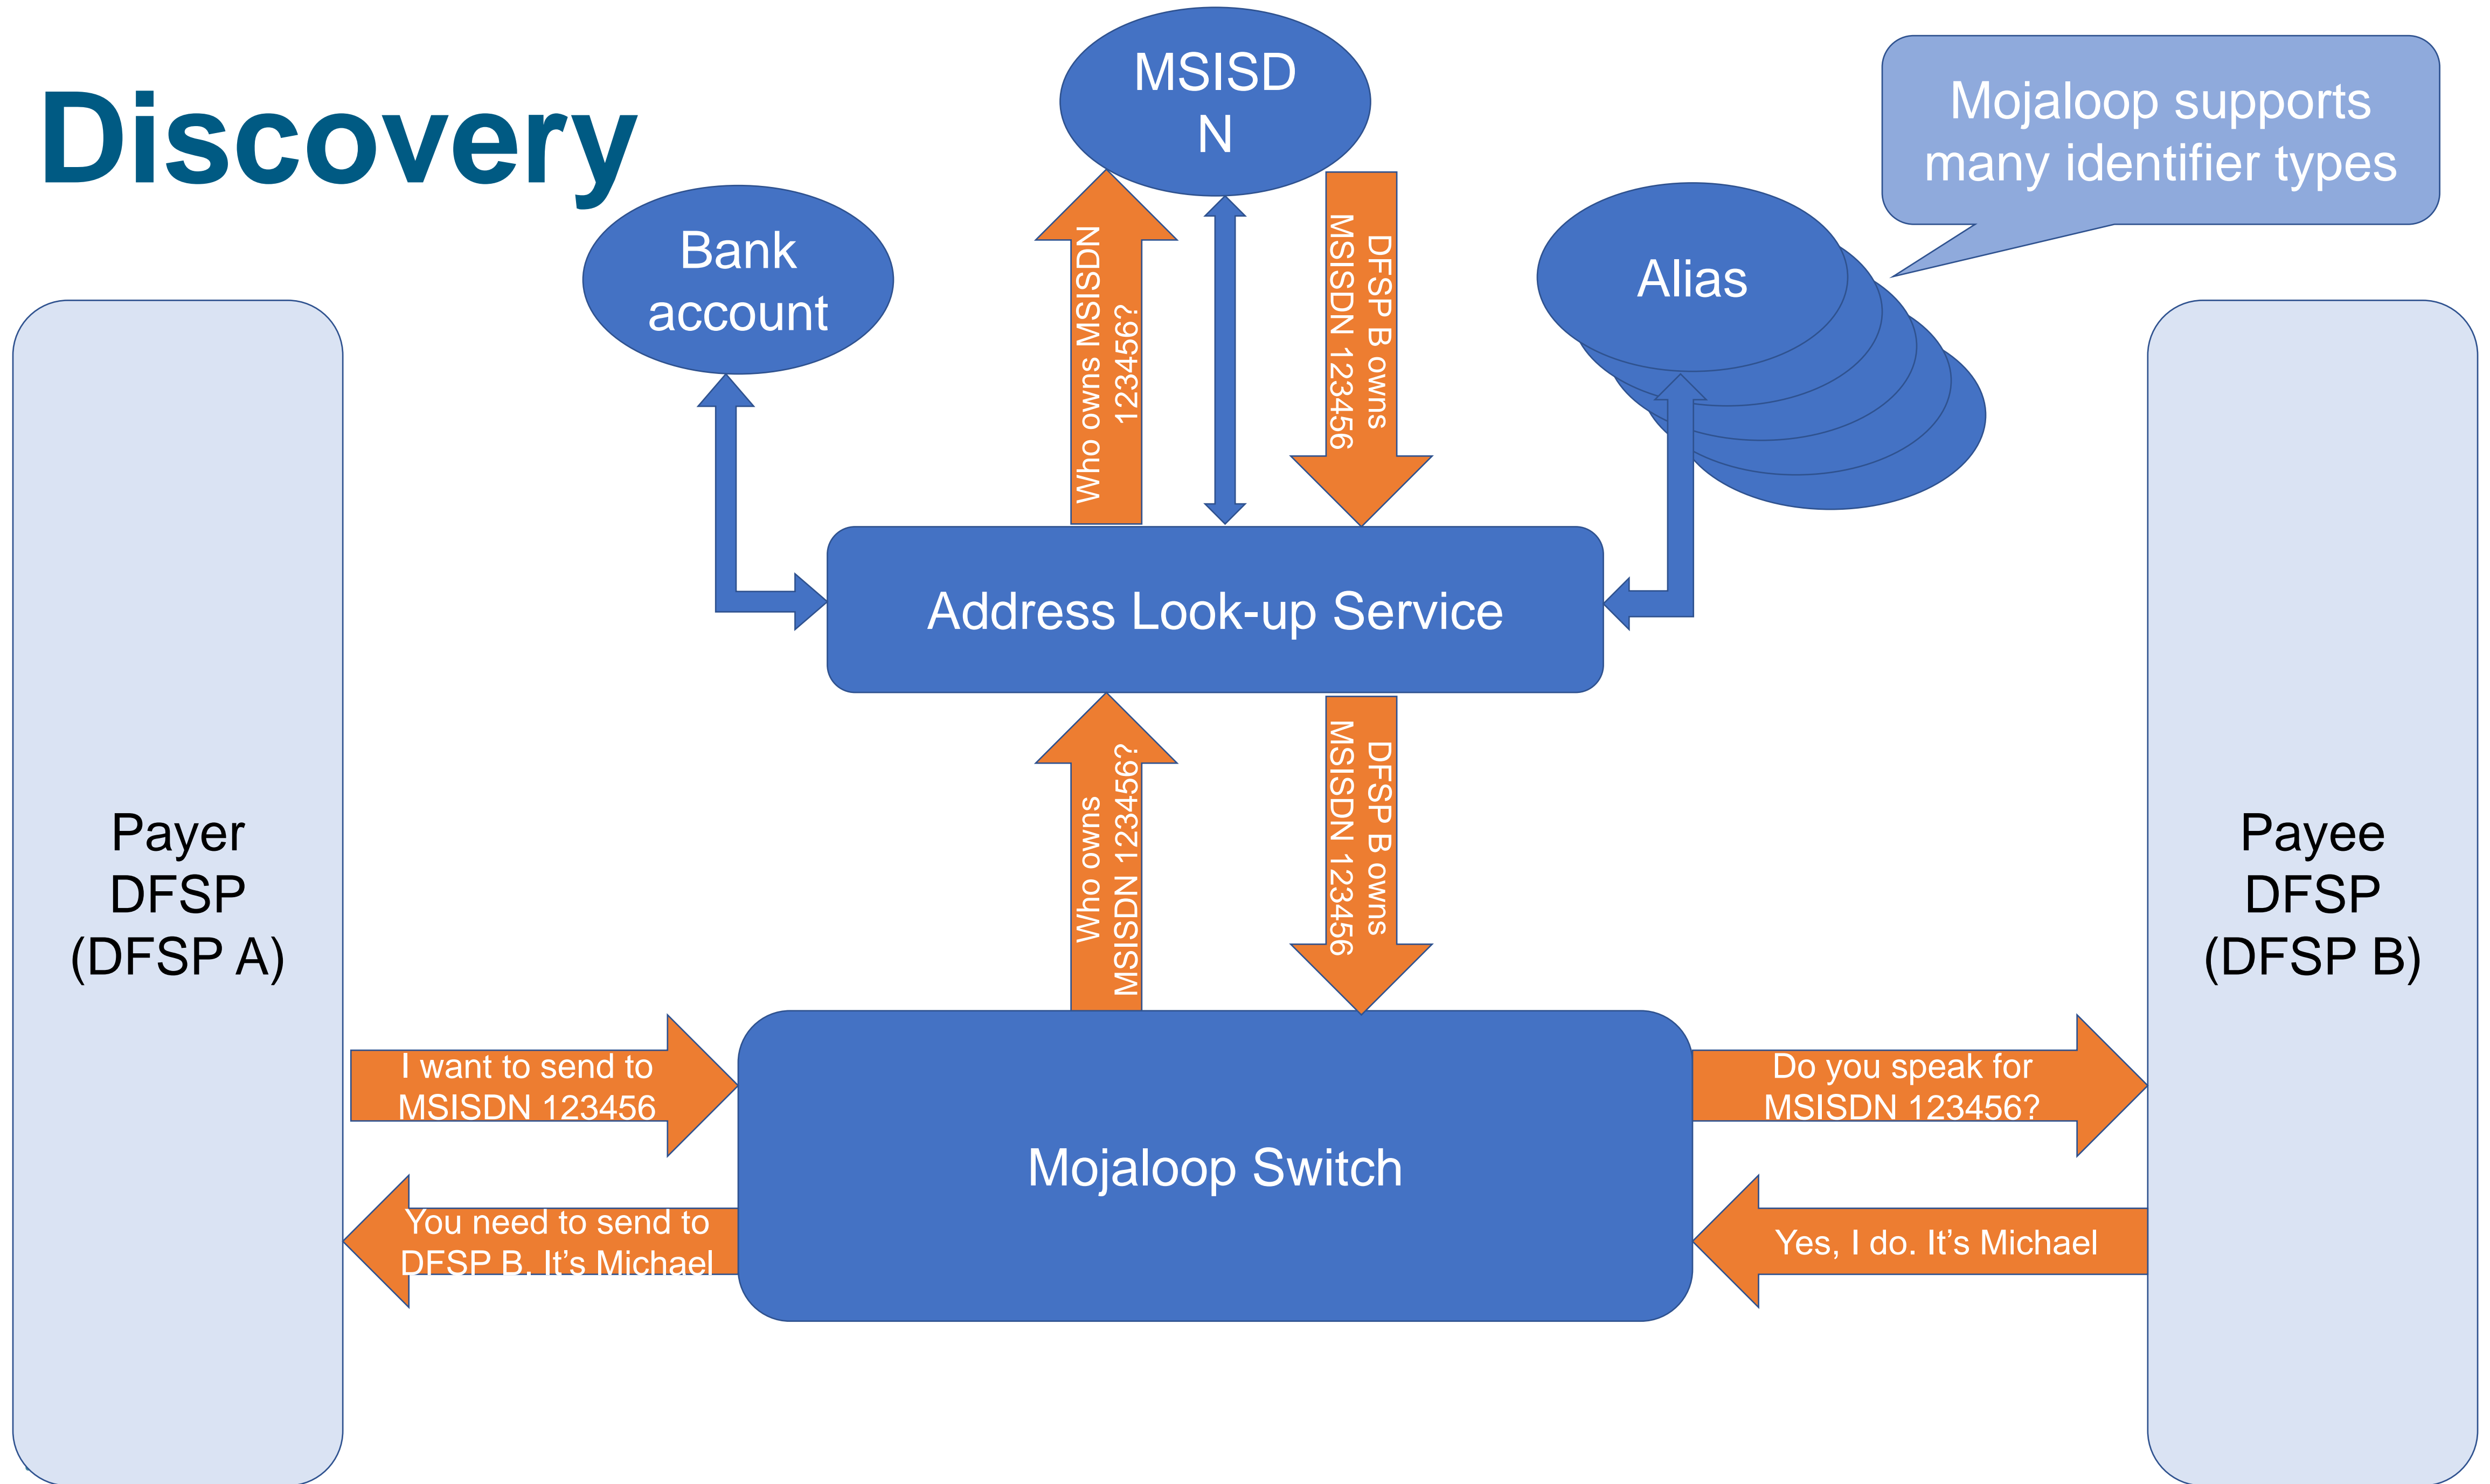 Discovery
MSISD
N
Mojaloop supports
many identifier types
Bank
account
Alias
Who owns MSISDN
123456?
DFSP B owns
MSISDN 123456
Address Look-up Service
Who owns
MSISDN 123456?
DFSP B owns
MSISDN 123456
Payer
DFSP
(DFSP A)
Payee
DFSP
(DFSP B)
I want to send to
MSISDN 123456
Do you speak for
MSISDN 123456?
Mojaloop Switch
You need to send to
DFSP B. It’s Michael
Yes, I do. It’s Michael